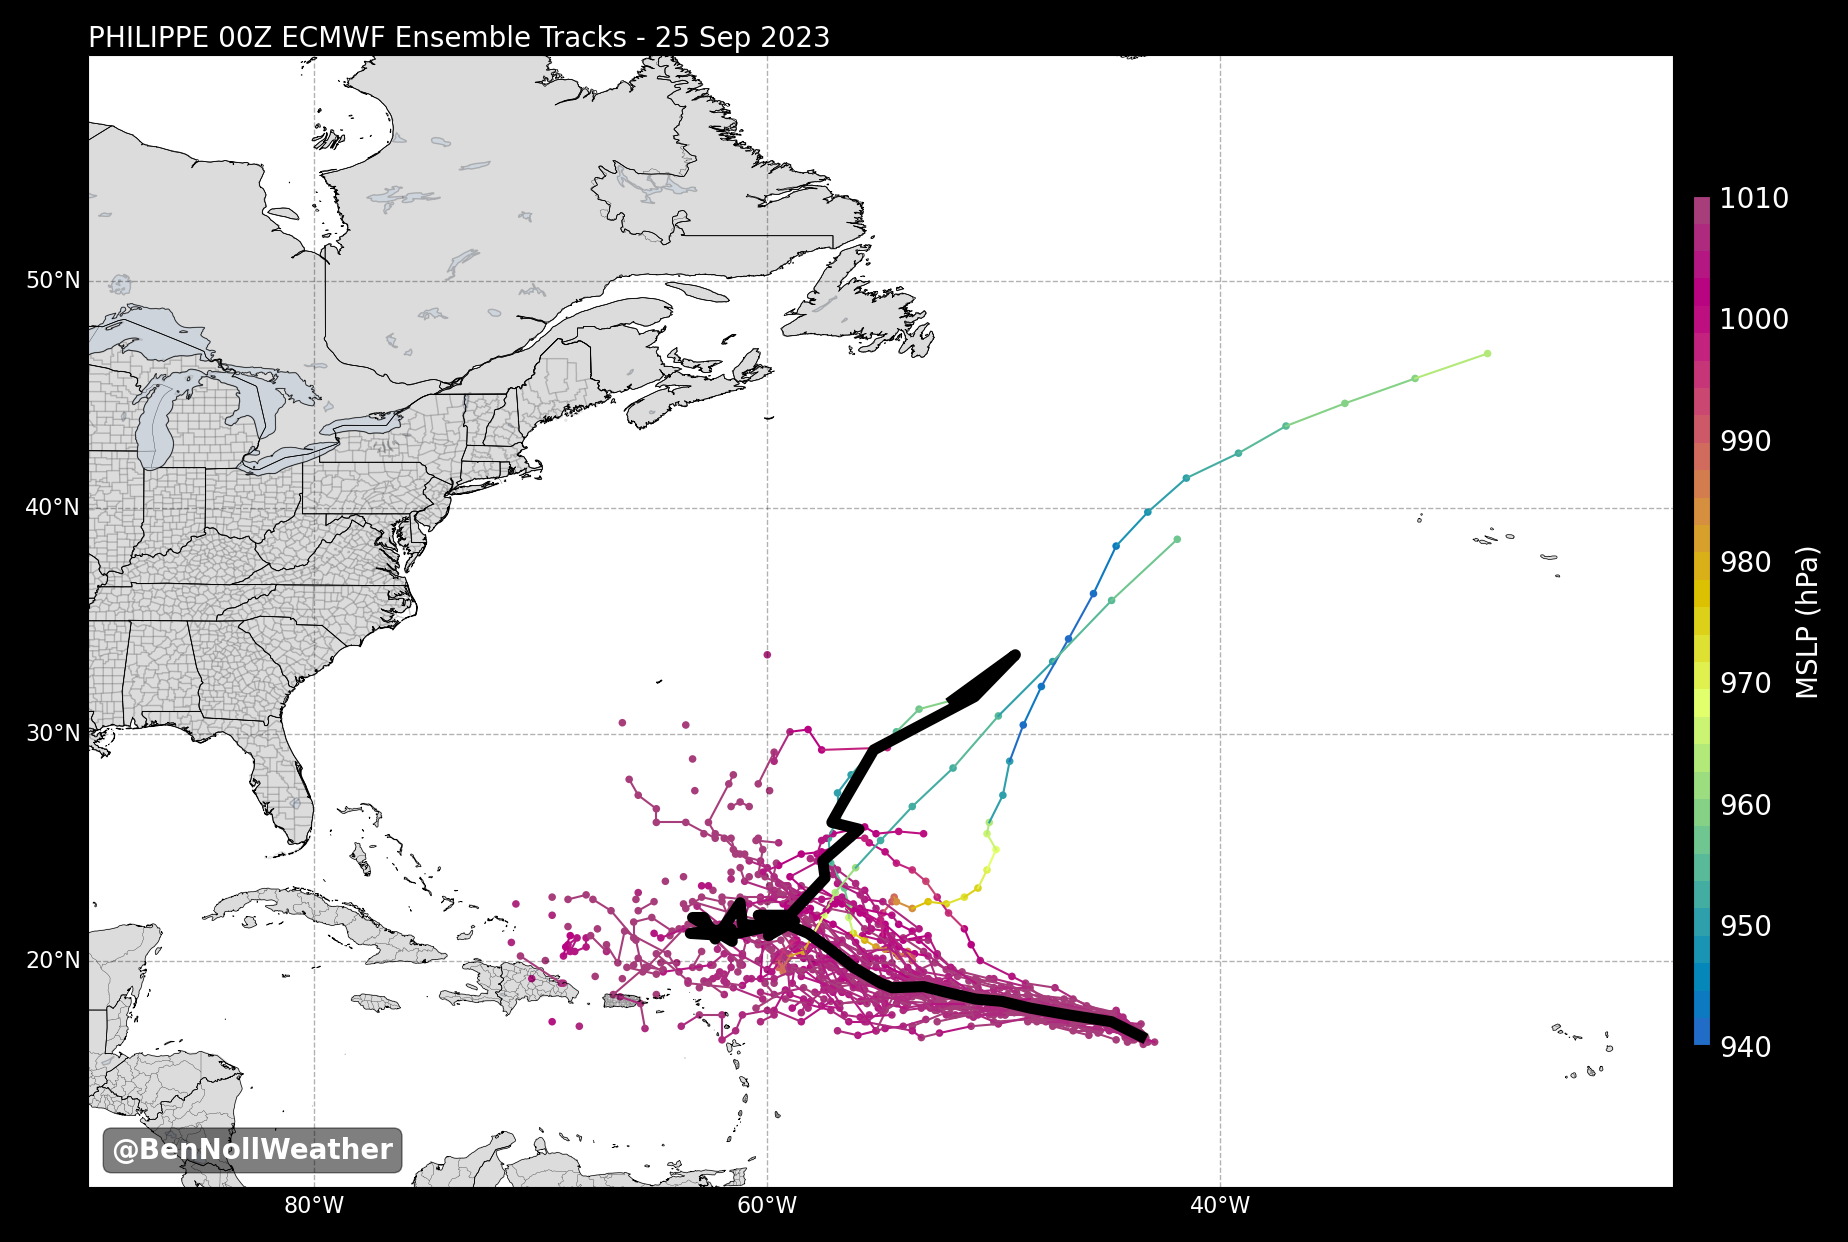 PHILIPPE 00Z ECMWF Ensemble Tracks - 25 Sep 2023
50°N
40°N
30°N
20°N
80°W
60°W
40°W
1010
1000
990
980
970
960
950
940
MSLP (hPa)
@BenNollWeather